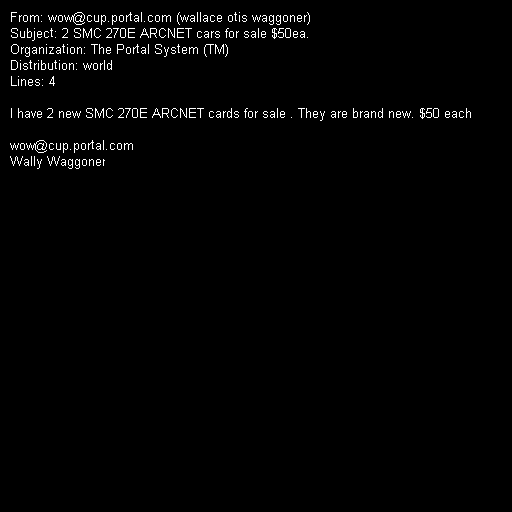 From: wow@cup.portal.com (wallace otis waggoner)
Subject: 2 SMC 270E ARCNET cars for sale $50ea.
Organization: The Portal System (TM)
Distribution: world
Lines: 4

I have 2 new SMC 270E ARCNET cards for sale . They are brand new. $50 each

wow@cup.portal.com
Wally Waggoner